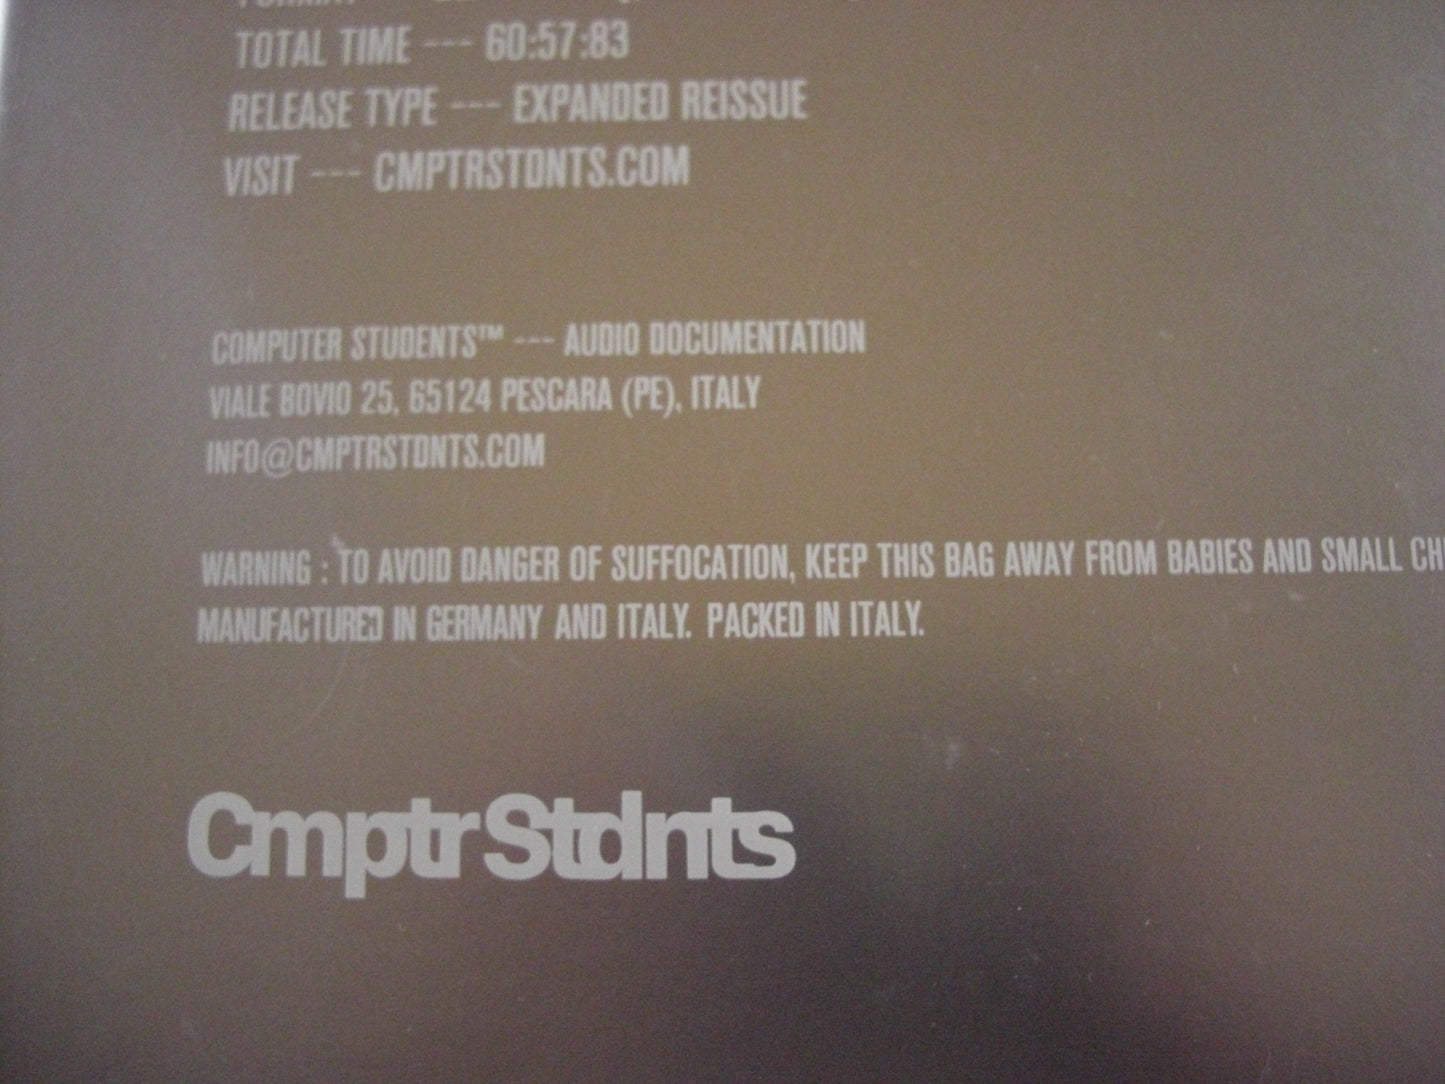 FORMAT ---
TOTAL TIME --- 60:57:83
RELEASE TYPE --- EXPANDED REISSUE
VISIT --- CMPTRSTDNTS.COM
COMPUTER STUDENTS™ --- AUDIO DOCUMENTATION
VIALE BOVIO 25, 65124 PESCARA (PE), ITALY
INFO@CMPTRSTDNTS.COM
WARNING : TO AVOID DANGER OF SUFFOCATION, KEEP THIS BAG AWAY FROM BABIES AND SMALL
MANUFACTURED IN GERMANY AND ITALY. PACKED IN ITALY.
CmptrStdnts